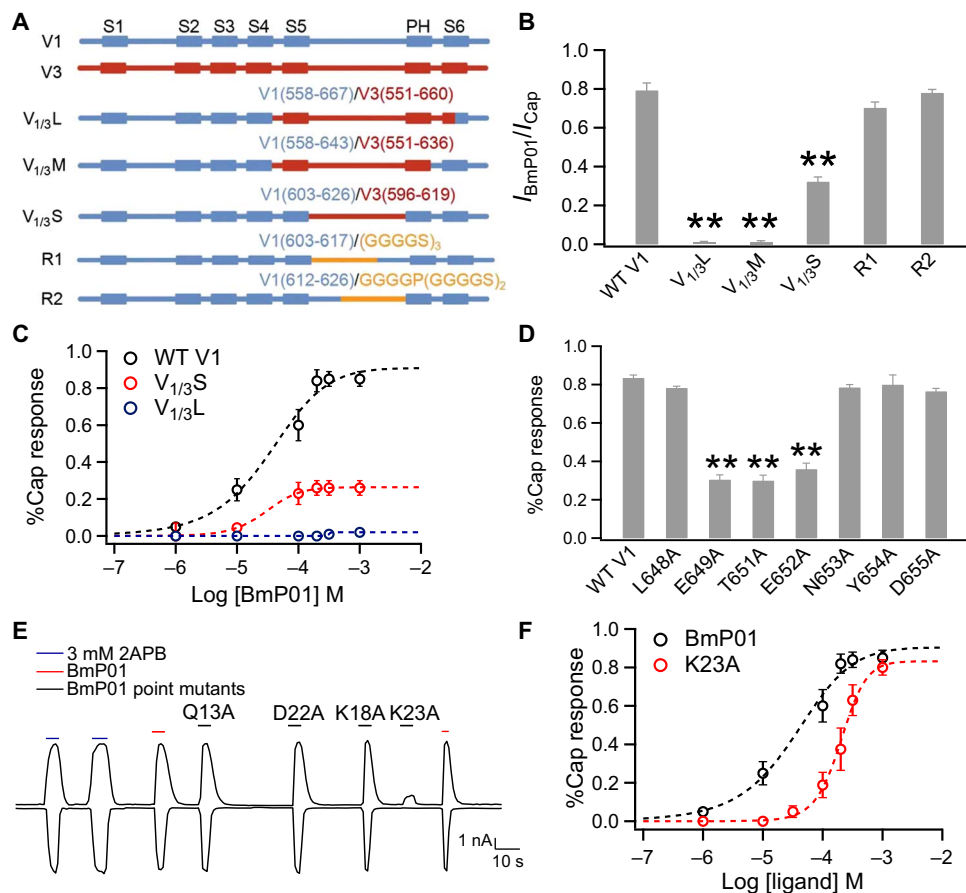 A
S1 S2 S3 S4 S5 PH S6
V1
V3
V1(558-667)/V3(551-660)
V1/3L
V1(558-643)/V3(551-636)
V1/3M
V1(603-626)/V3(596-619)
V1/3S
V1(603-617)/(GGGGS)3
R1
V1(612-626)/GGGGP(GGGGS)2
R2
B
IBmP01/ICap
0.8
0.4
0.0
** ** **
WT V1 V1/3L V1/3M V1/3S R1 R2
C
WT V1
V1/3S
V1/3L
%Cap response
1.0
0.8
0.6
0.4
0.2
0.0
−7 −6 −5 −4 −3 −2
Log [BmP01] M
D
%Cap response
1.0
0.8
0.6
0.4
0.2
0.0
** ** **
WT V1 L648A E649A T651A E652A N653A Y654A D655A
E
3 mM 2APB
BmP01
BmP01 point mutants
Q13A D22A K18A K23A
1 nA
10 s
F
BmP01
K23A
%Cap response
1.0
0.8
0.6
0.4
0.2
0.0
−7 −6 −5 −4 −3 −2
Log [ligand] M